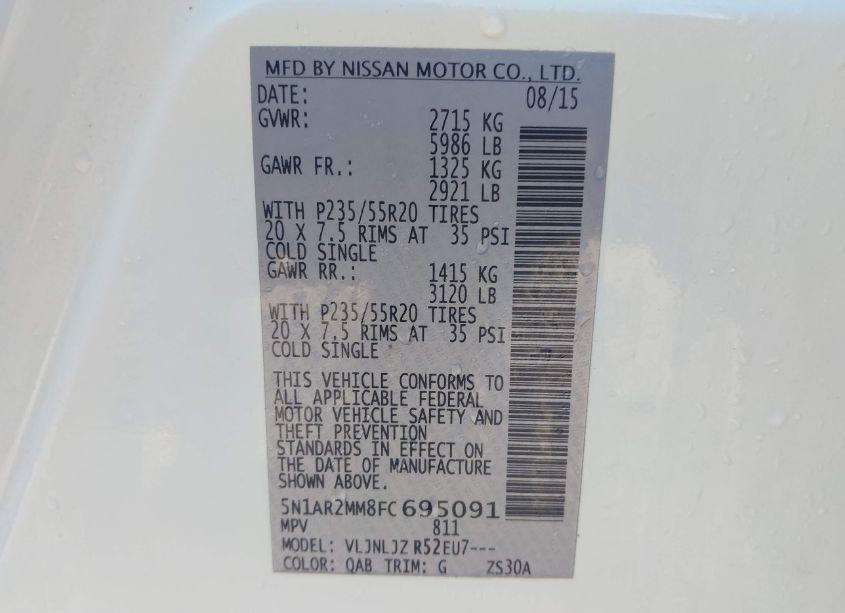 MFD BY NISSAN MOTOR CO., LTD.
DATE: 08/15
GVWR: 2715 KG
5986 LB
GAWR FR.: 1325 KG
2921 LB
WITH P235/55R20 TIRES
20 X 7.5 RIMS AT 35 PSI
COLD SINGLE
GAWR RR.: 1415 KG
3120 LB
WITH P235/55R20 TIRES
20 X 7.5 RIMS AT 35 PSI
COLD SINGLE
THIS VEHICLE CONFORMS TO
ALL APPLICABLE FEDERAL
MOTOR VEHICLE SAFETY AND
THEFT PREVENTION
STANDARDS IN EFFECT ON
THE DATE OF MANUFACTURE
SHOWN ABOVE.
5N1AR2MM8FC695091
MPV 811
MODEL: VLJNLJZ R52EU7---
COLOR: QAB TRIM: G ZS30A